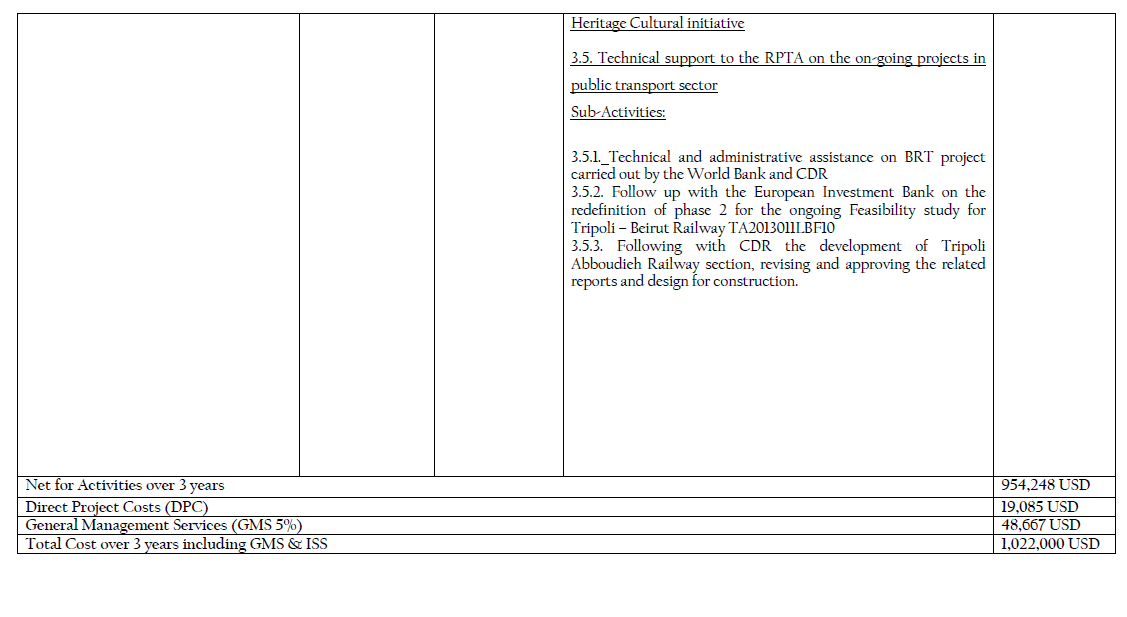 Heritage Cultural initiative
3.5. Technical support to the RPTA on the on-going projects in
public transport sector
Sub-Activities:
3.5.1. Technical and administrative assistance on BRT project
carried out by the World Bank and CDR
3.5.2. Follow up with the European Investment Bank on the
redefinition of phase 2 for the ongoing Feasibility study for
Tripoli – Beirut Railway TA2013011LBF10
3.5.3. Following with CDR the development of Tripoli
Abboudieh Railway section, revising and approving the related
reports and design for construction.
Net for Activities over 3 years 954,248 USD
Direct Project Costs (DPC) 19,085 USD
General Management Services (GMS 5%) 48,667 USD
Total Cost over 3 years including GMS & ISS 1,022,000 USD